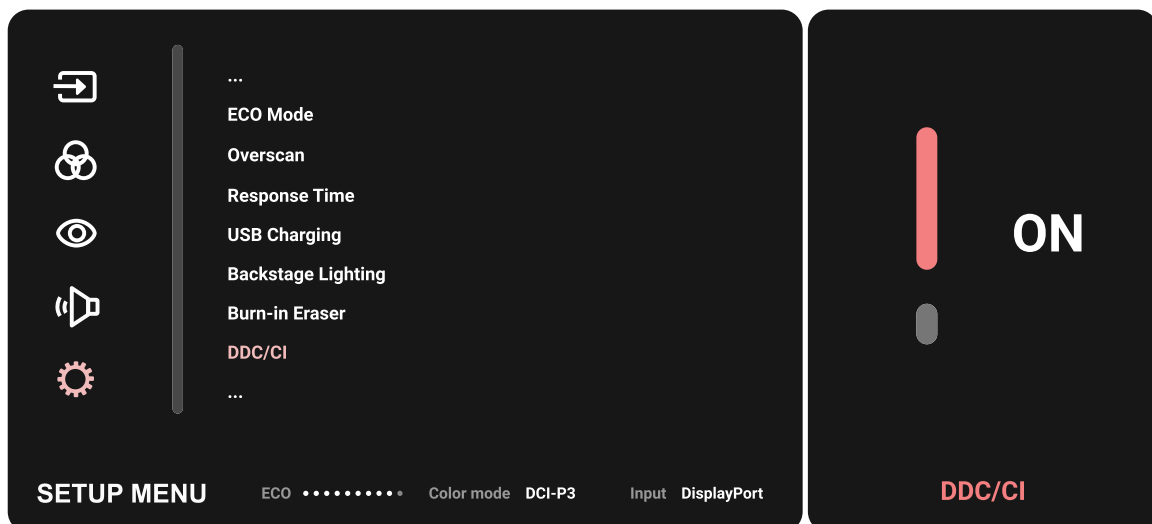 ...
ECO Mode
Overscan
Response Time
USB Charging
Backstage Lighting
Burn-in Eraser
DDC/CI
...
SETUP MENU ECO Color mode DCI-P3 Input DisplayPort
ON
DDC/CI